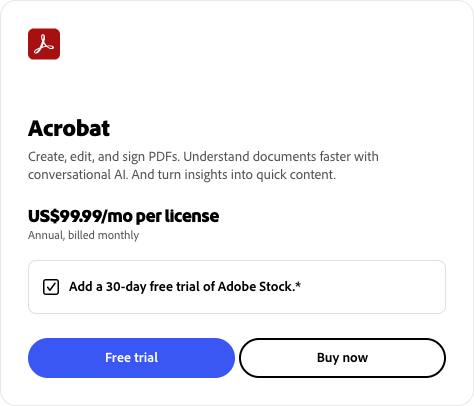 Acrobat
Create, edit, and sign PDFs. Understand documents faster with
conversational AI. And turn insights into quick content.
US$99.99/mo per license
Annual, billed monthly
Add a 30-day free trial of Adobe Stock.*
Free trial
Buy now